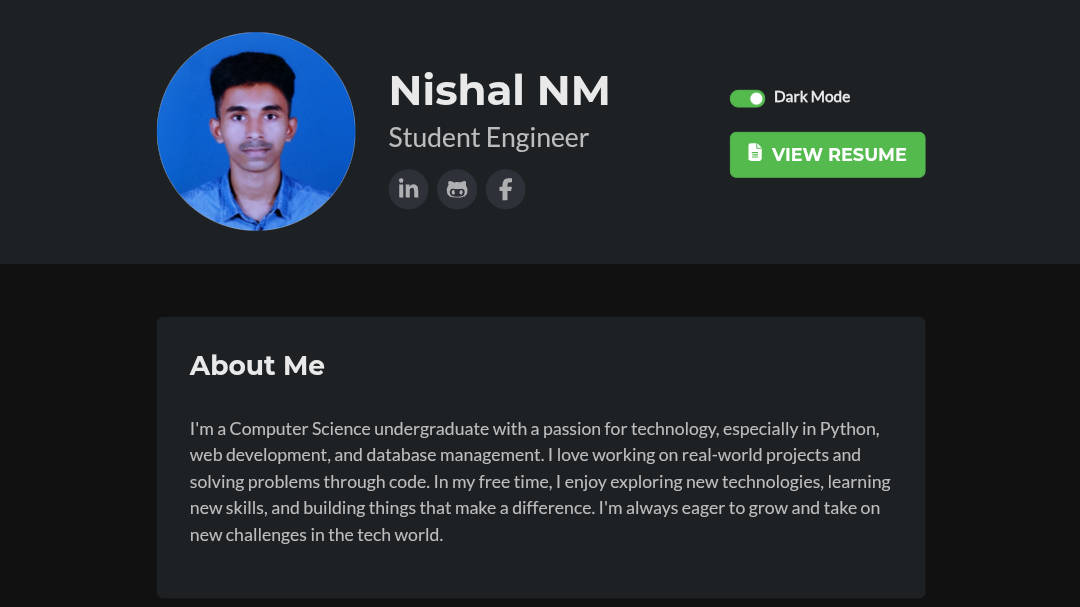 Nishal NM
Student Engineer
Dark Mode
VIEW RESUME
About Me
I'm a Computer Science undergraduate with a passion for technology, especially in Python,
web development, and database management. I love working on real-world projects and
solving problems through code. In my free time, I enjoy exploring new technologies, learning
new skills, and building things that make a difference. I'm always eager to grow and take on
new challenges in the tech world.